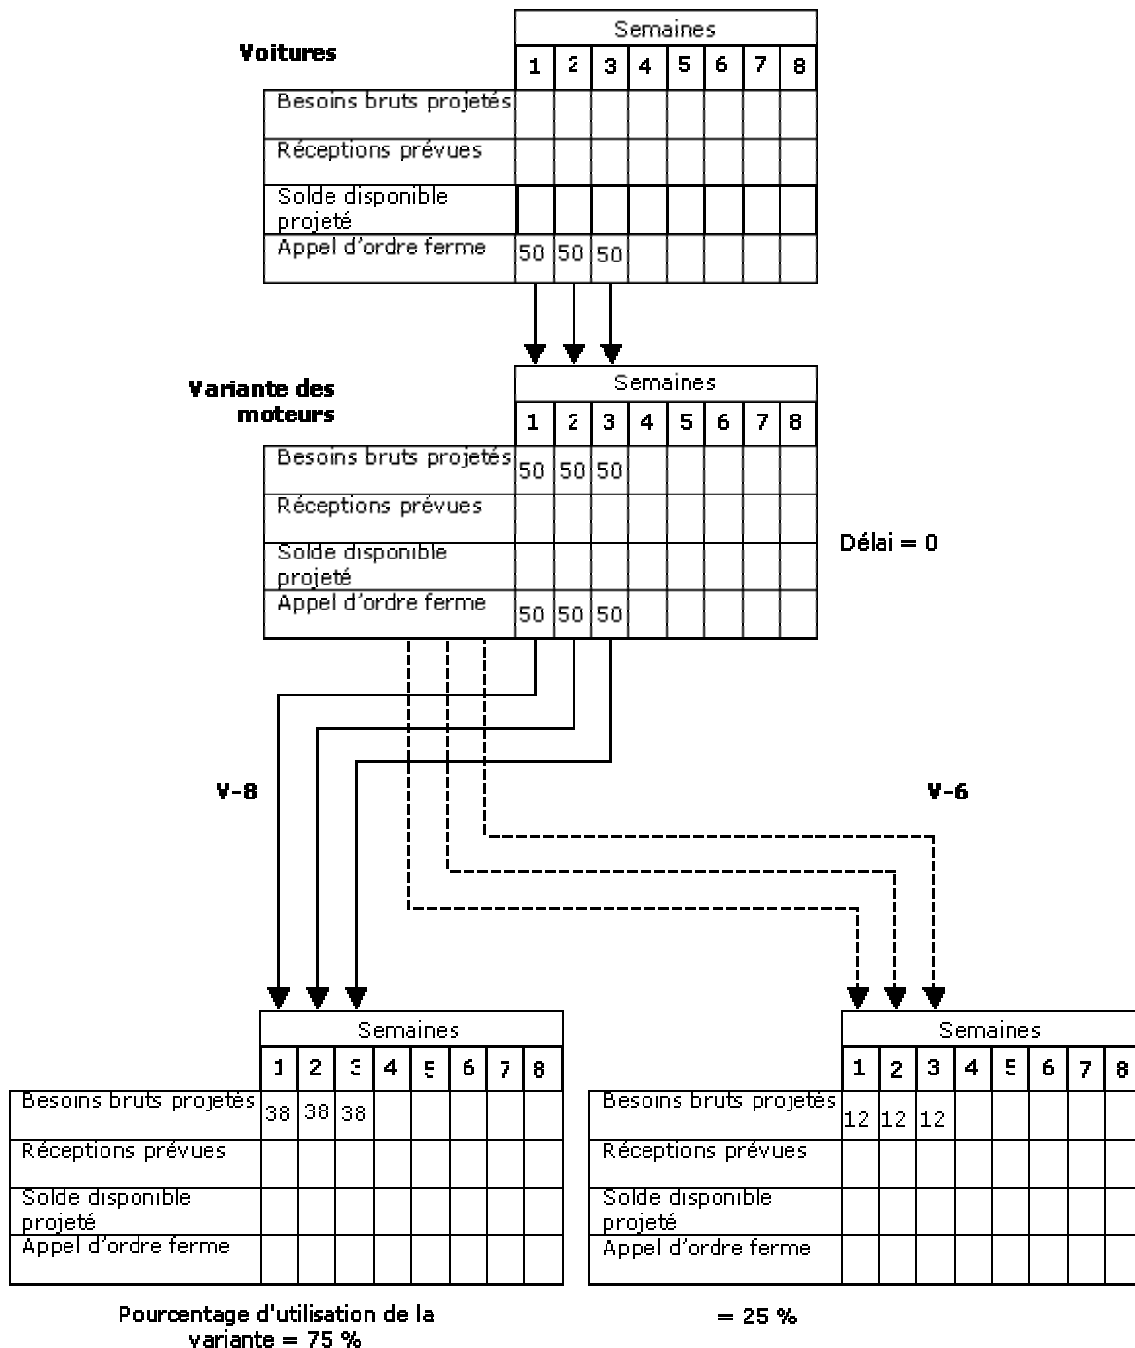 Semaines
Voitures
1 2 3 4 5 6 7 8
Besoins bruts projetés
Réceptions prévues
Solde disponible
projeté
Appel d'ordre ferme 50 50 50
Semaines
Variante des
moteurs
1 2 3 4 5 6 7 8
Besoins bruts projetés 50 50 50
Réceptions prévues
Délai = 0
Solde disponible
projeté
Appel d'ordre ferme 50 50 50
V-8
V-6
Semaines
1 2 3 4 5 6 7 8
Besoins bruts projetés 38 38 38
Réceptions prévues
Solde disponible
projeté
Appel d'ordre ferme
Pourcentage d'utilisation de la
variante = 75 %
Semaines
1 2 3 4 5 6 7 8
Besoins bruts projetés 12 12 12
Réceptions prévues
Solde disponible
projeté
Appel d'ordre ferme
= 25 %